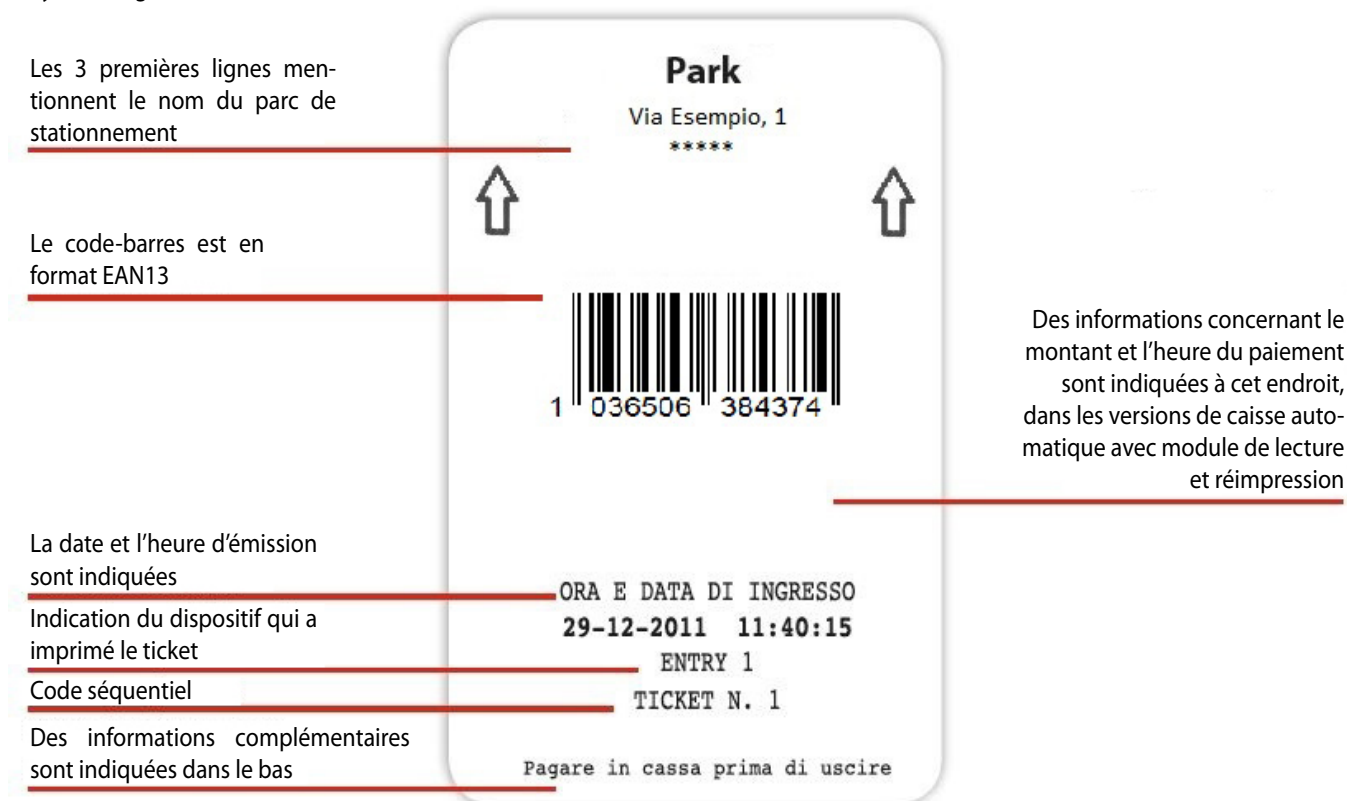 Les 3 premières lignes men-
tionnent le nom du parc de
stationnement
Le code-barres est en
format EAN13
La date et l'heure d'émission
sont indiquées
Indication du dispositif qui a
imprimé le ticket
Code séquentiel
Des informations complémentaires
sont indiquées dans le bas
Park
Via Esempio, 1
*****
1 036506 384374
ORA E DATA DI INGRESSO
29-12-2011 11:40:15
ENTRY 1
TICKET N. 1
Pagare in cassa prima di uscire
Des informations concernant le
montant et l'heure du paiement
sont indiquées à cet endroit,
dans les versions de caisse auto-
matique avec module de lecture
et réimpression